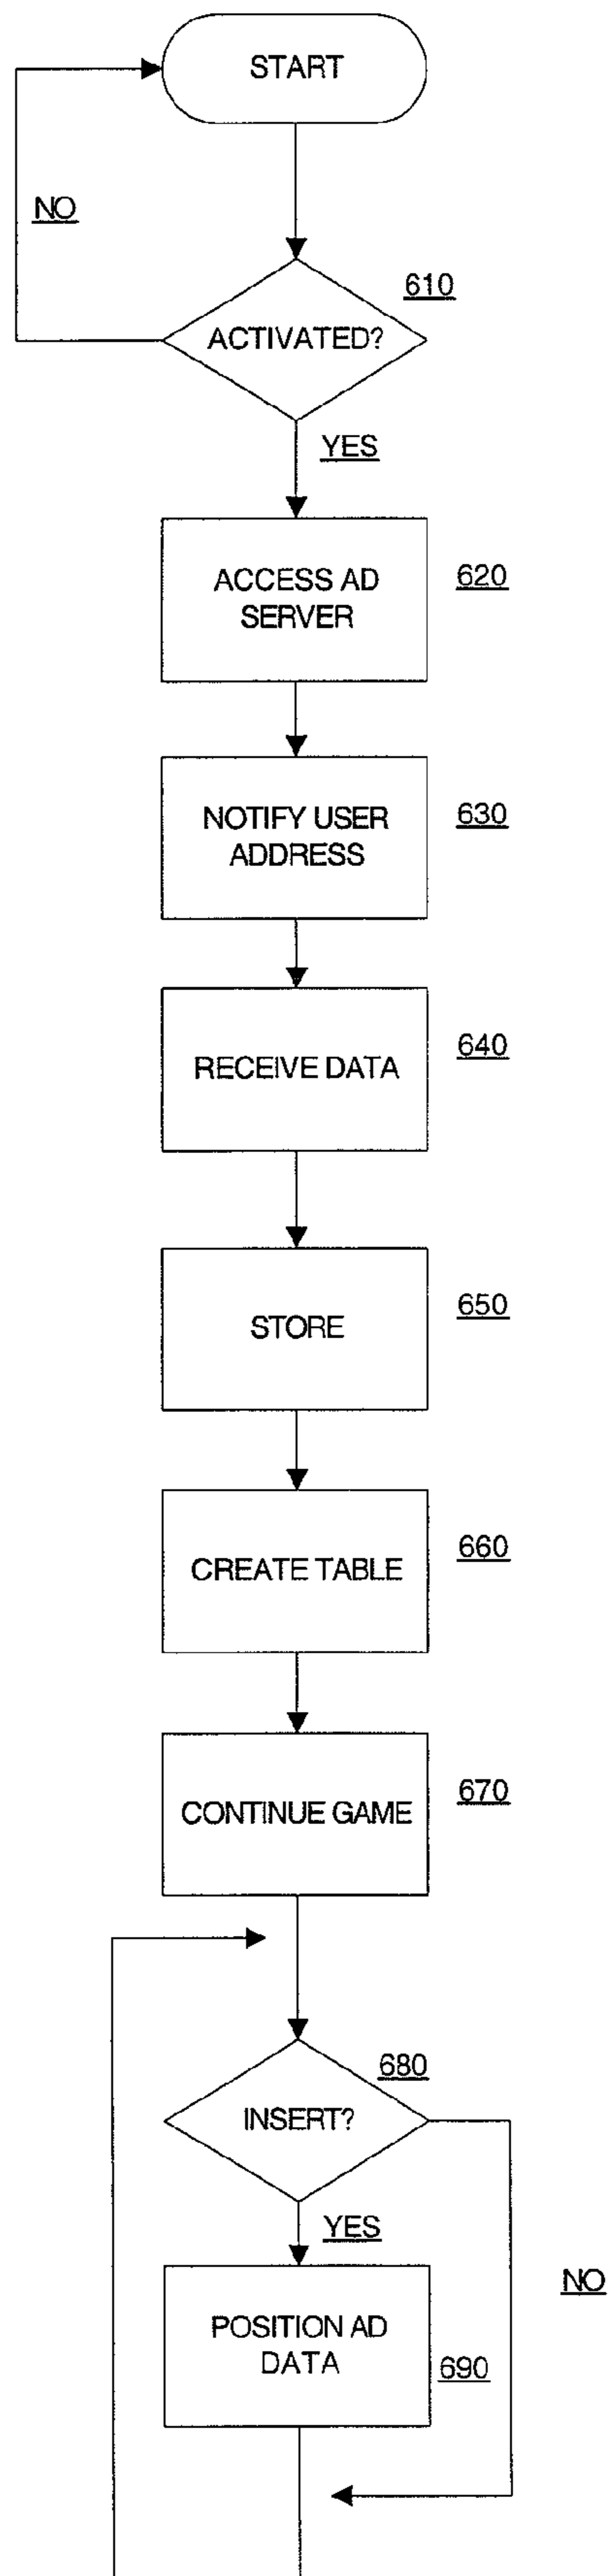 START
NO
610
ACTIVATED?
YES
ACCESS AD
SERVER
620
NOTIFY USER
ADDRESS
630
RECEIVE DATA
640
STORE
650
CREATE TABLE
660
CONTINUE GAME
670
680
INSERT?
YES
NO
POSITION AD
DATA
690